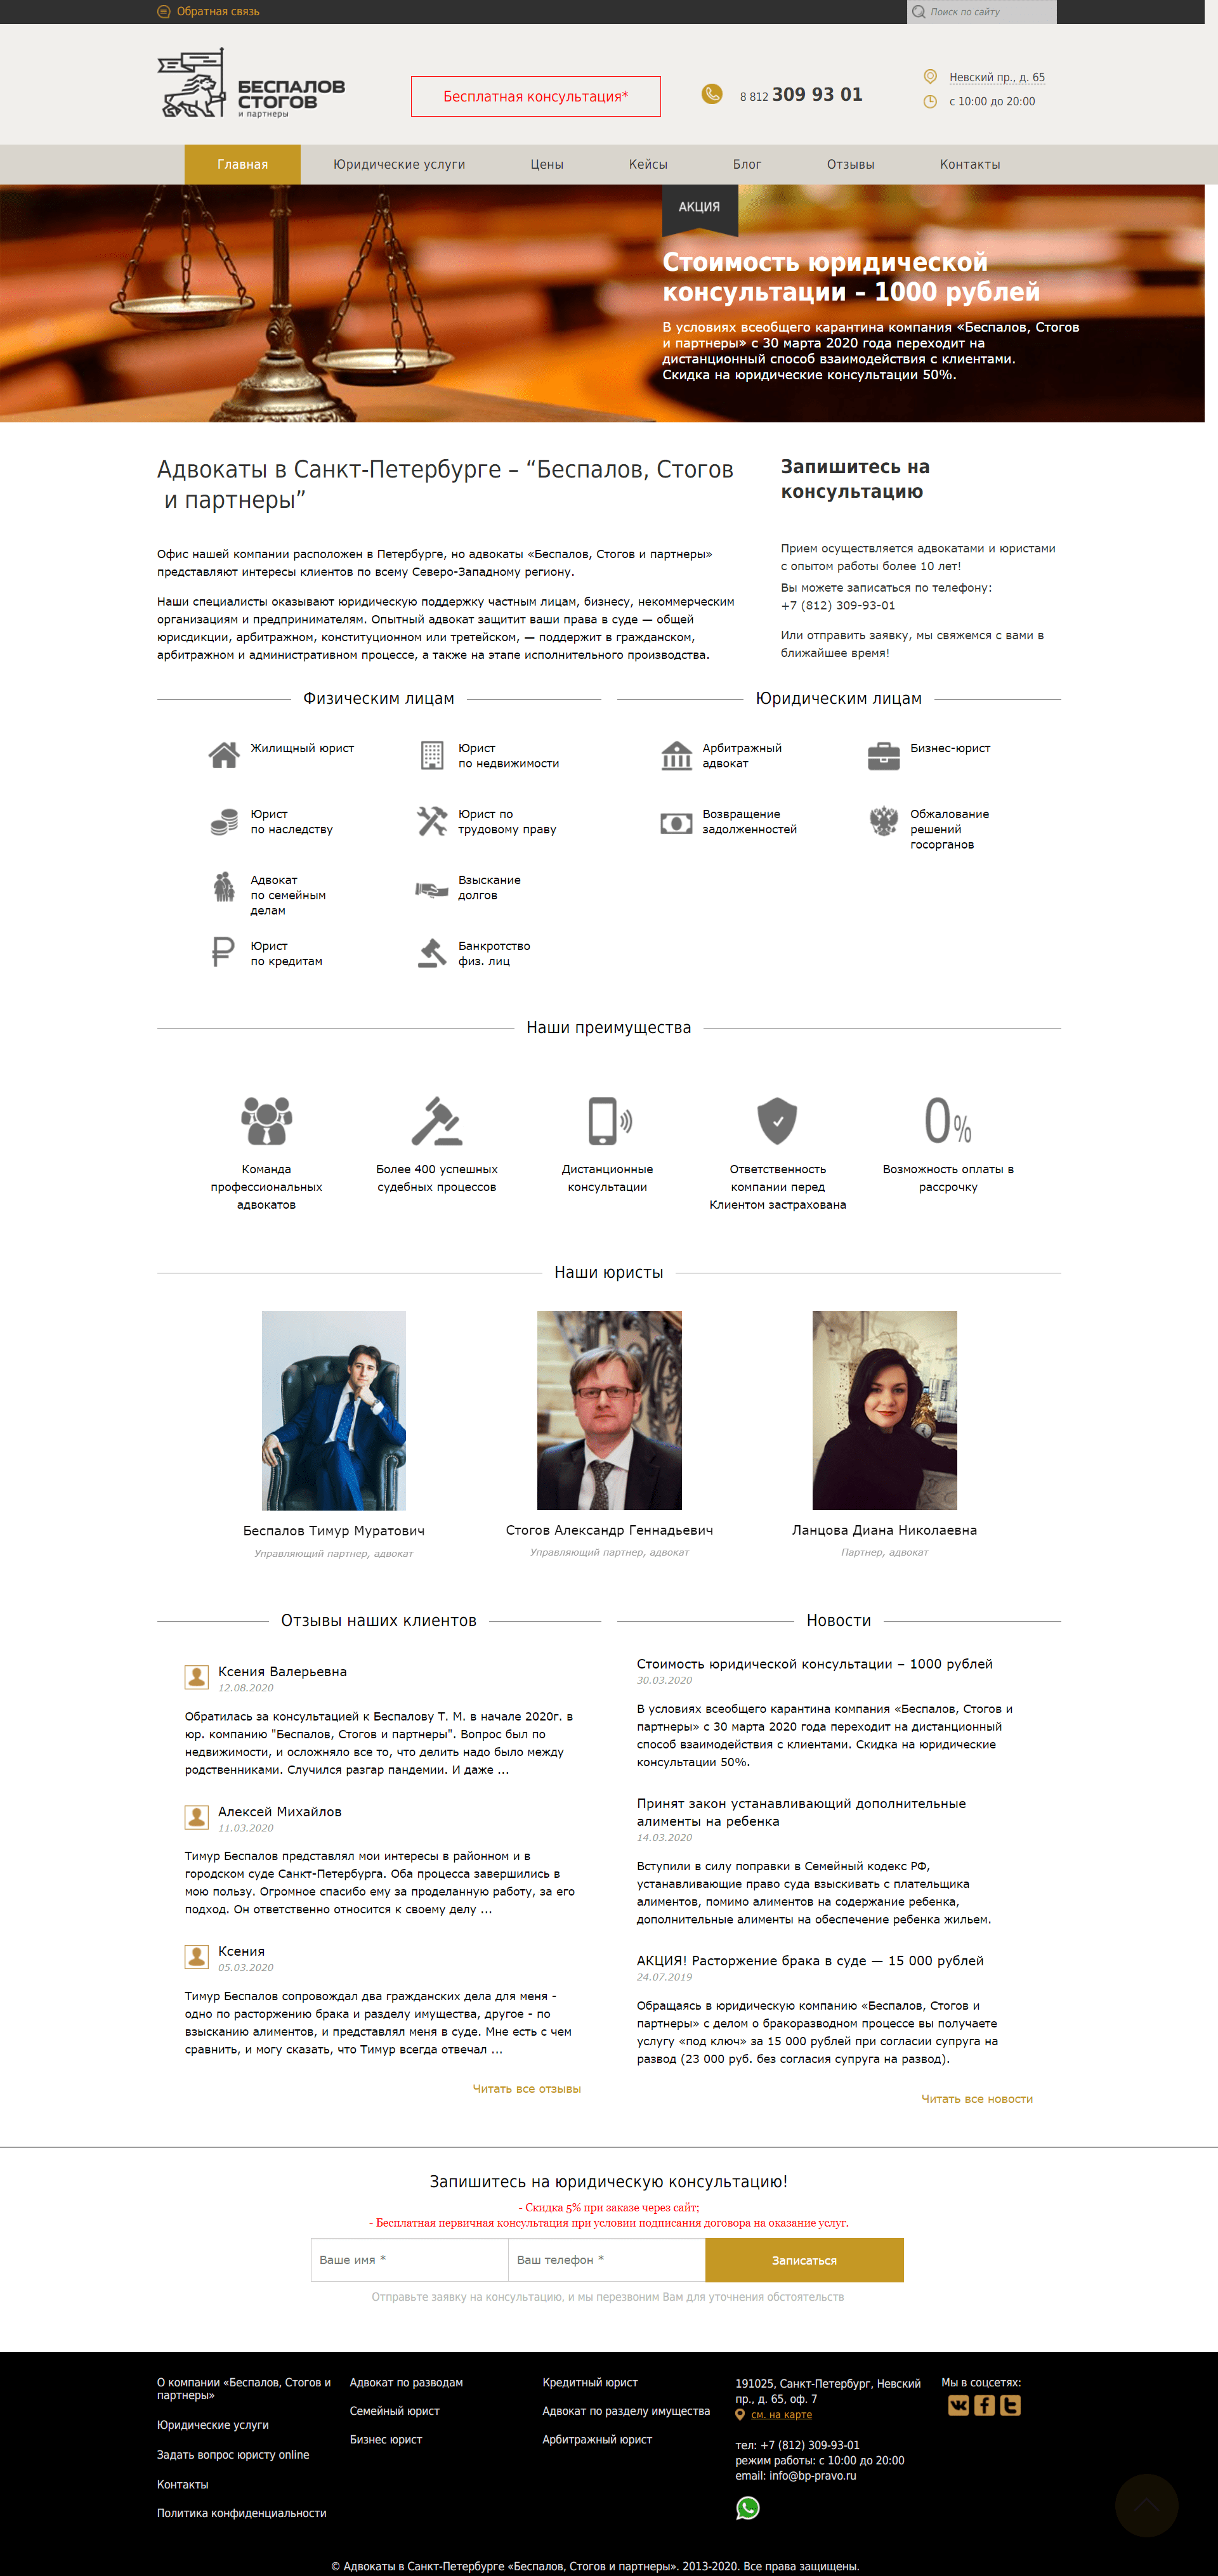 Обратная связь
Поиск по сайту
БЕСПАЛОВ
СТОГОВ
и партнеры
Бесплатная консультация*
8 812 309 93 01
Невский пр., д. 65
с 10:00 до 20:00
Главная
Юридические услуги
Цены
Кейсы
Блог
Отзывы
Контакты
АКЦИЯ
Стоимость юридической
консультации – 1000 рублей
В условиях всеобщего карантина компания «Беспалов, Стогов
и партнеры» с 30 марта 2020 года переходит на
дистанционный способ взаимодействия с клиентами.
Скидка на юридические консультации 50%.
Адвокаты в Санкт-Петербурге – “Беспалов, Стогов
и партнеры”
Офис нашей компании расположен в Петербурге, но адвокаты «Беспалов, Стогов и партнеры»
представляют интересы клиентов по всему Северо-Западному региону.
Наши специалисты оказывают юридическую поддержку частным лицам, бизнесу, некоммерческим
организациям и предпринимателям. Опытный адвокат защитит ваши права в суде — общей
юрисдикции, арбитражном, конституционном или третейском, — поддержит в гражданском,
арбитражном и административном процессе, а также на этапе исполнительного производства.
Запишитесь на
консультацию
Прием осуществляется адвокатами и юристами
с опытом работы более 10 лет!
Вы можете записаться по телефону:
+7 (812) 309-93-01
Или отправить заявку, мы свяжемся с вами в
ближайшее время!
Физическим лицам
Жилищный юрист
Юрист
по недвижимости
Юрист
по наследству
Юрист по
трудовому праву
Адвокат
по семейным
делам
Взыскание
долгов
Юрист
по кредитам
Банкротство
физ. лиц
Юридическим лицам
Арбитражный
адвокат
Бизнес-юрист
Возвращение
задолженностей
Обжалование
решений
госорганов
Наши преимущества
Команда
профессиональных
адвокатов
Более 400 успешных
судебных процессов
Дистанционные
консультации
Ответственность
компании перед
Клиентом застрахована
0%
Возможность оплаты в
рассрочку
Наши юристы
Беспалов Тимур Муратович
Управляющий партнер, адвокат
Стогов Александр Геннадьевич
Управляющий партнер, адвокат
Ланцова Диана Николаевна
Партнер, адвокат
Отзывы наших клиентов
Ксения Валерьевна
12.08.2020
Обратилась за консультацией к Беспалову Т. М. в начале 2020г. в
юр. компанию "Беспалов, Стогов и партнеры". Вопрос был по
недвижимости, и осложняло все то, что делить надо было между
родственниками. Случился разгар пандемии. И даже ...
Алексей Михайлов
11.03.2020
Тимур Беспалов представлял мои интересы в районном и в
городском суде Санкт-Петербурга. Оба процесса завершились в
мою пользу. Огромное спасибо ему за проделанную работу, за его
подход. Он ответственно относится к своему делу ...
Ксения
05.03.2020
Тимур Беспалов сопровождал два гражданских дела для меня -
одно по расторжению брака и разделу имущества, другое - по
взысканию алиментов, и представлял меня в суде. Мне есть с чем
сравнить, и могу сказать, что Тимур всегда отвечал ...
Читать все отзывы
Новости
Стоимость юридической консультации – 1000 рублей
30.03.2020
В условиях всеобщего карантина компания «Беспалов, Стогов и
партнеры» с 30 марта 2020 года переходит на дистанционный
способ взаимодействия с клиентами. Скидка на юридические
консультации 50%.
Принят закон устанавливающий дополнительные
алименты на ребенка
14.03.2020
Вступили в силу поправки в Семейный кодекс РФ,
устанавливающие право суда взыскивать с плательщика
алиментов, помимо алиментов на содержание ребенка,
дополнительные алименты на обеспечение ребенка жильем.
АКЦИЯ! Расторжение брака в суде — 15 000 рублей
24.07.2019
Обращаясь в юридическую компанию «Беспалов, Стогов и
партнеры» с делом о бракоразводном процессе вы получаете
услугу «под ключ» за 15 000 рублей при согласии супруга на
развод (23 000 руб. без согласия супруга на развод).
Читать все новости
Запишитесь на юридическую консультацию!
- Скидка 5% при заказе через сайт;
- Бесплатная первичная консультация при условии подписания договора на оказание услуг.
Ваше имя *
Ваш телефон *
Записаться
Отправьте заявку на консультацию, и мы перезвоним Вам для уточнения обстоятельств
О компании «Беспалов, Стогов и
партнеры»
Юридические услуги
Задать вопрос юристу online
Контакты
Политика конфиденциальности
Адвокат по разводам
Семейный юрист
Бизнес юрист
Кредитный юрист
Адвокат по разделу имущества
Арбитражный юрист
191025, Санкт-Петербург, Невский
пр., д. 65, оф. 7
см. на карте
тел: +7 (812) 309-93-01
режим работы: с 10:00 до 20:00
email: info@bp-pravo.ru
Мы в соцсетях:
© Адвокаты в Санкт-Петербурге «Беспалов, Стогов и партнеры». 2013-2020. Все права защищены.